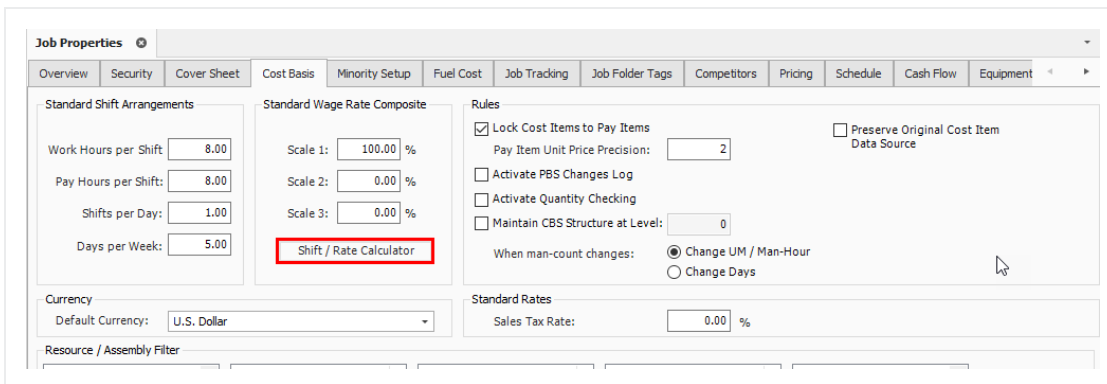 Job Properties
Overview Security Cover Sheet Cost Basis Minority Setup Fuel Cost Job Tracking Job Folder Tags Competitors Pricing Schedule Cash Flow Equipment
Standard Shift Arrangements
Work Hours per Shift 8.00
Pay Hours per Shift: 8.00
Shifts per Day: 1.00
Days per Week: 5.00
Standard Wage Rate Composite
Scale 1: 100.00 %
Scale 2: 0.00 %
Scale 3: 0.00 %
Shift / Rate Calculator
Rules
Lock Cost Items to Pay Items
Pay Item Unit Price Precision: 2
Activate PBS Changes Log
Activate Quantity Checking
Maintain CBS Structure at Level: 0
When man-count changes: Change UM / Man-Hour
Change Days
Preserve Original Cost Item
Data Source
Currency
Default Currency: U.S. Dollar
Standard Rates
Sales Tax Rate: 0.00 %
Resource / Assembly Filter